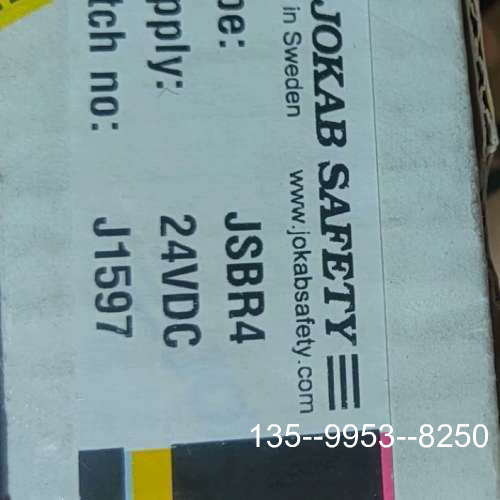 JOKAB SAFETY
in Sweden www.jokabsafety.com
pe: JSBR4
pply: 24VDC
tch no: J1597
135--9953--8250